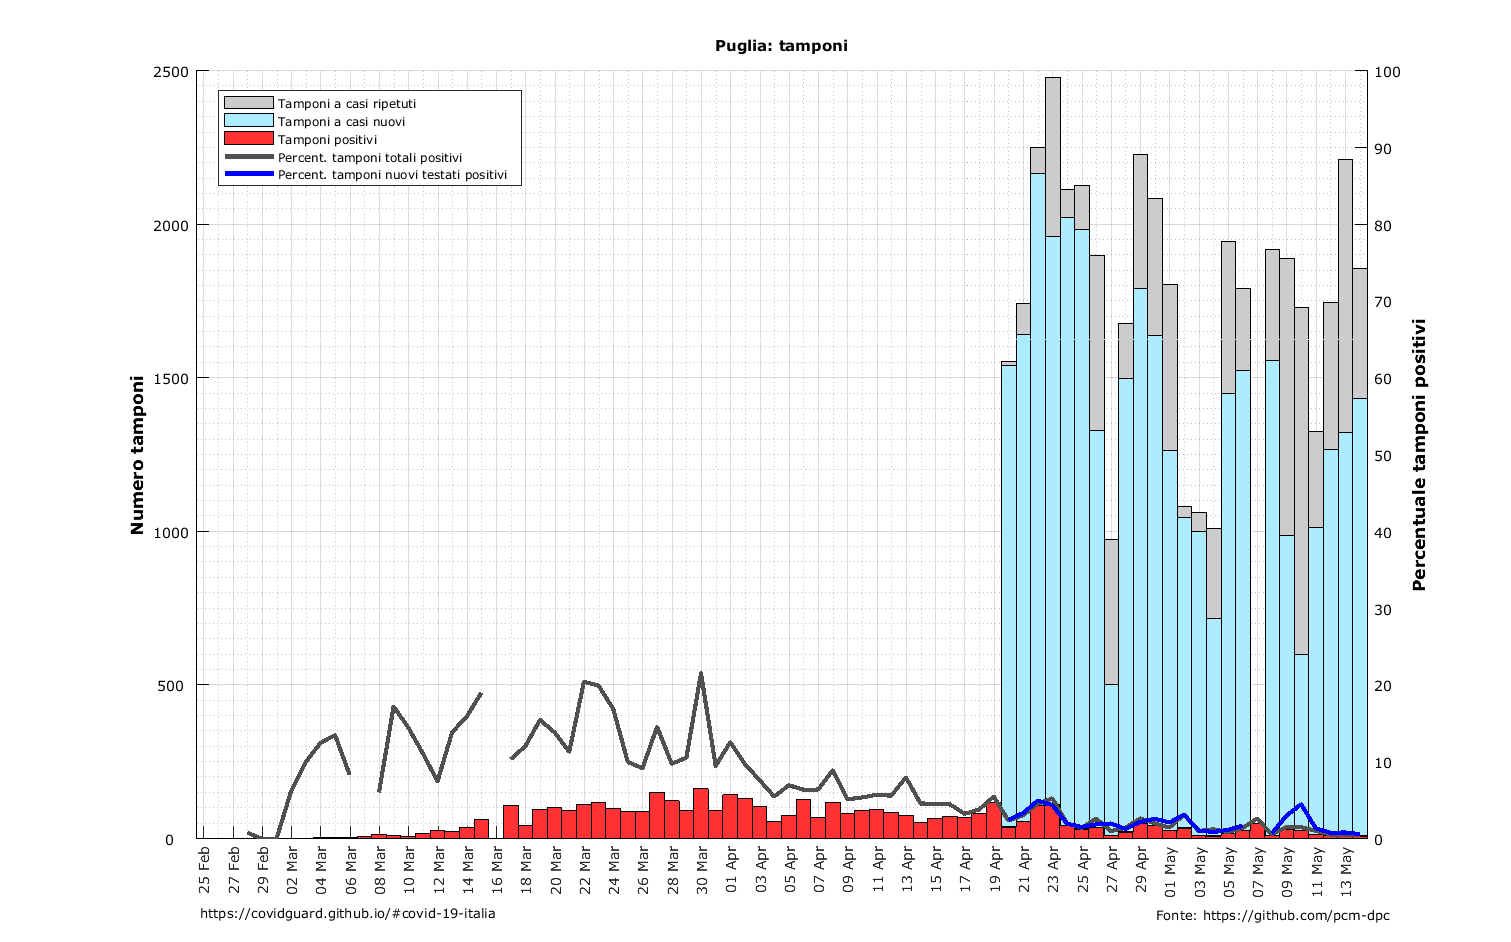 Puglia: tamponi
Tamponi a casi ripetuti
Tamponi a casi nuovi
Tamponi positivi
Percent. tamponi totali positivi
Percent. tamponi nuovi testati positivi
Numero tamponi
2500
2000
1500
1000
500
0
100
90
80
70
60
50
40
30
20
10
0
Percentuale tamponi positivi
25 Feb
27 Feb
29 Feb
02 Mar
04 Mar
06 Mar
08 Mar
10 Mar
12 Mar
14 Mar
16 Mar
18 Mar
20 Mar
22 Mar
24 Mar
26 Mar
28 Mar
30 Mar
01 Apr
03 Apr
05 Apr
07 Apr
09 Apr
11 Apr
13 Apr
15 Apr
17 Apr
19 Apr
21 Apr
23 Apr
25 Apr
27 Apr
29 Apr
01 May
03 May
05 May
07 May
09 May
11 May
13 May
https://covidguard.github.io/#covid-19-italia
Fonte: https://github.com/pcm-dpc